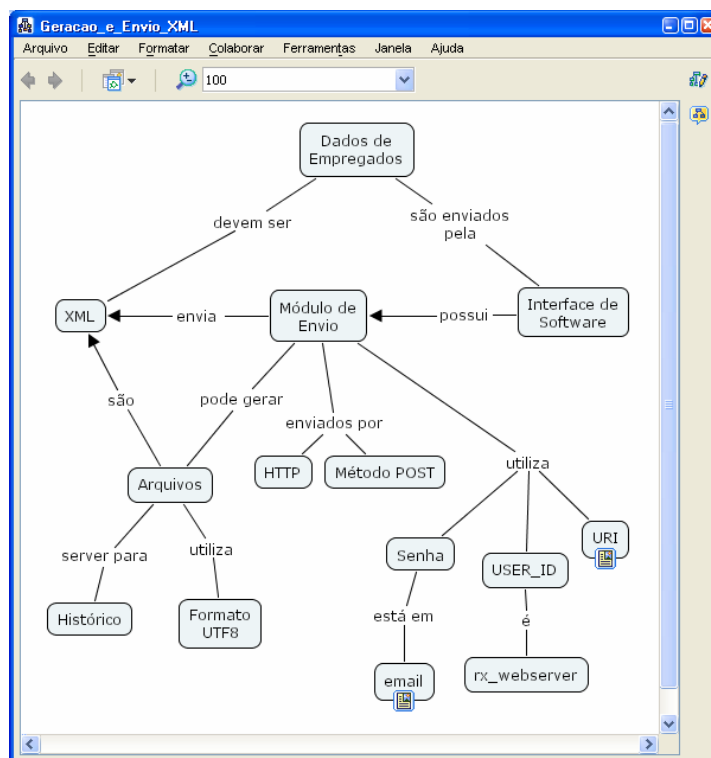 Geracao_e_Envio_XML
Arquivo Editar Formatar Colaborar Ferramentas Janela Ajuda
100
Dados de
Empregados
devem ser
são enviados
pela
XML
envia
Módulo de
Envio
possui
Interface de
Software
são
pode gerar
enviados por
HTTP
Método POST
utiliza
Arquivos
server para
utiliza
Histórico
Formato
UTF8
Senha
USER_ID
URI
está em
é
email
rx_webserver